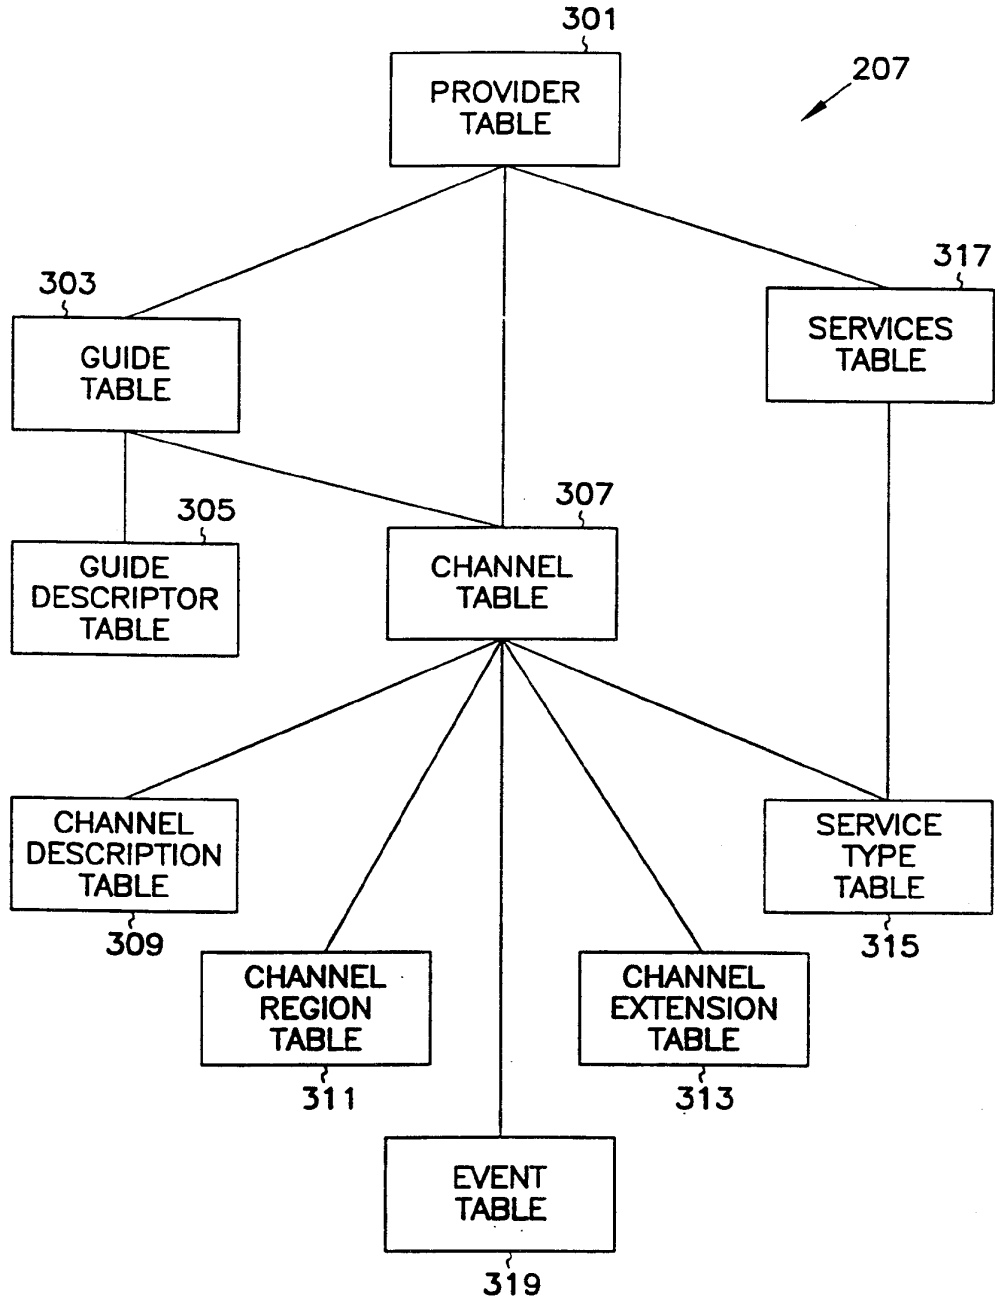 301
PROVIDER
TABLE
207
303
GUIDE
TABLE
317
SERVICES
TABLE
305
GUIDE
DESCRIPTOR
TABLE
307
CHANNEL
TABLE
CHANNEL
DESCRIPTION
TABLE
309
SERVICE
TYPE
TABLE
315
CHANNEL
REGION
TABLE
311
CHANNEL
EXTENSION
TABLE
313
EVENT
TABLE
319